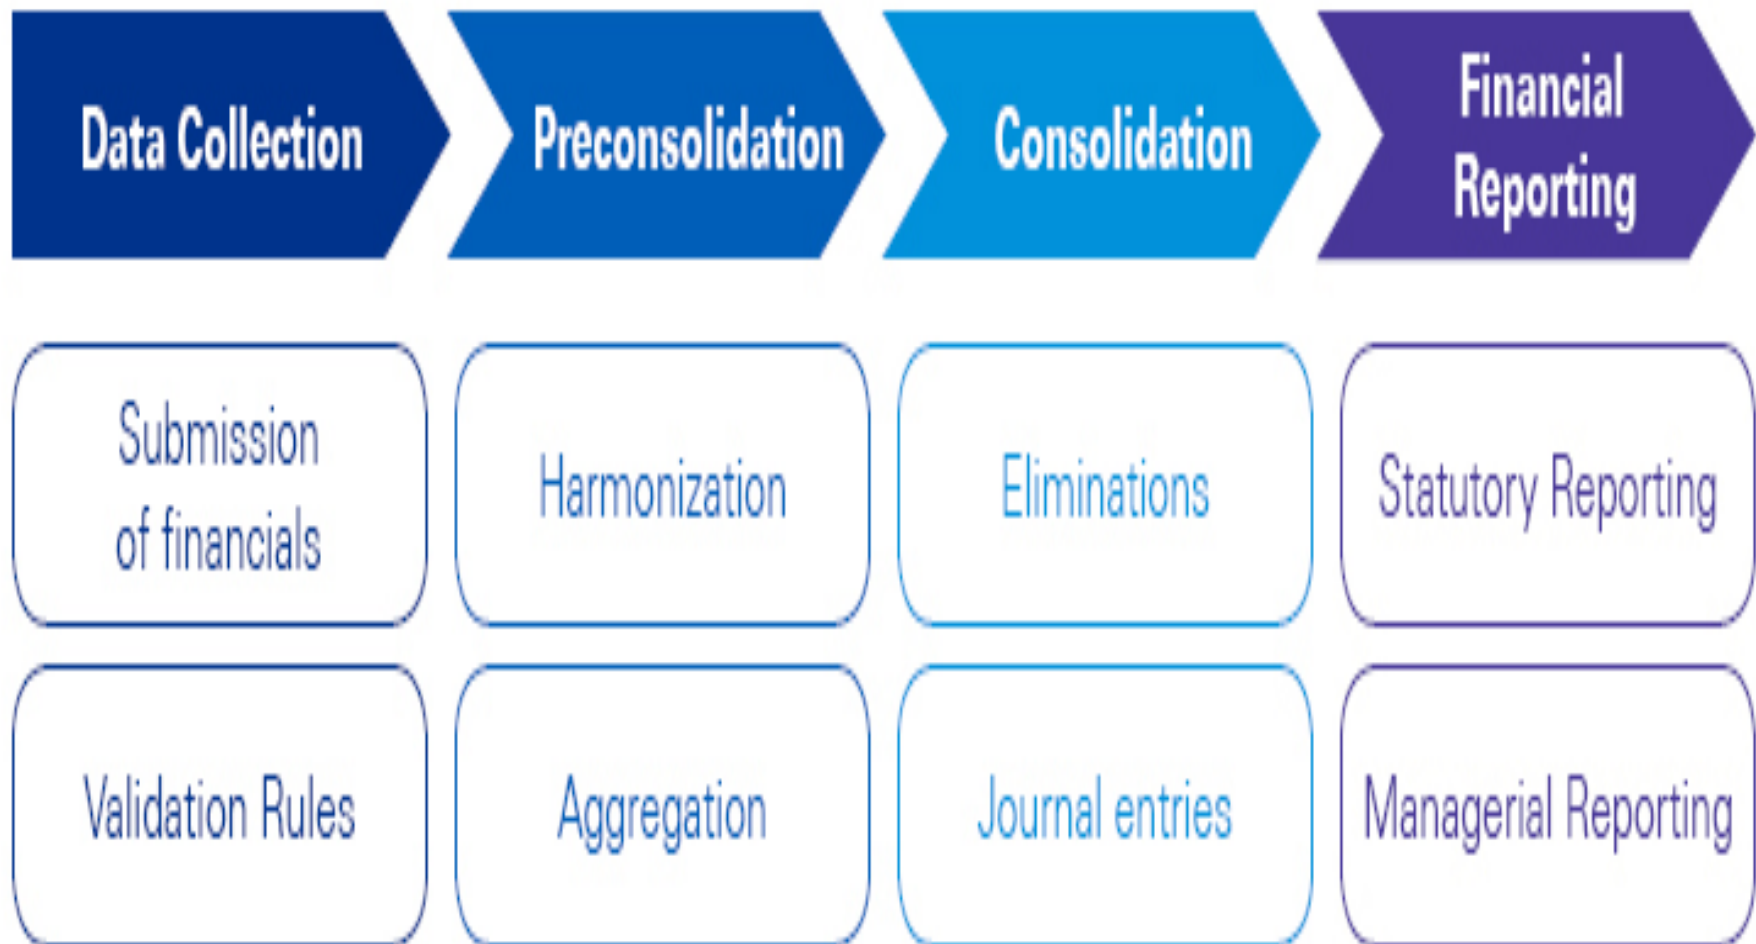 Data Collection
Preconsolidation
Consolidation
Financial
Reporting
Submission
of financials
Harmonization
Eliminations
Statutory Reporting
Validation Rules
Aggregation
Journal entries
Managerial Reporting